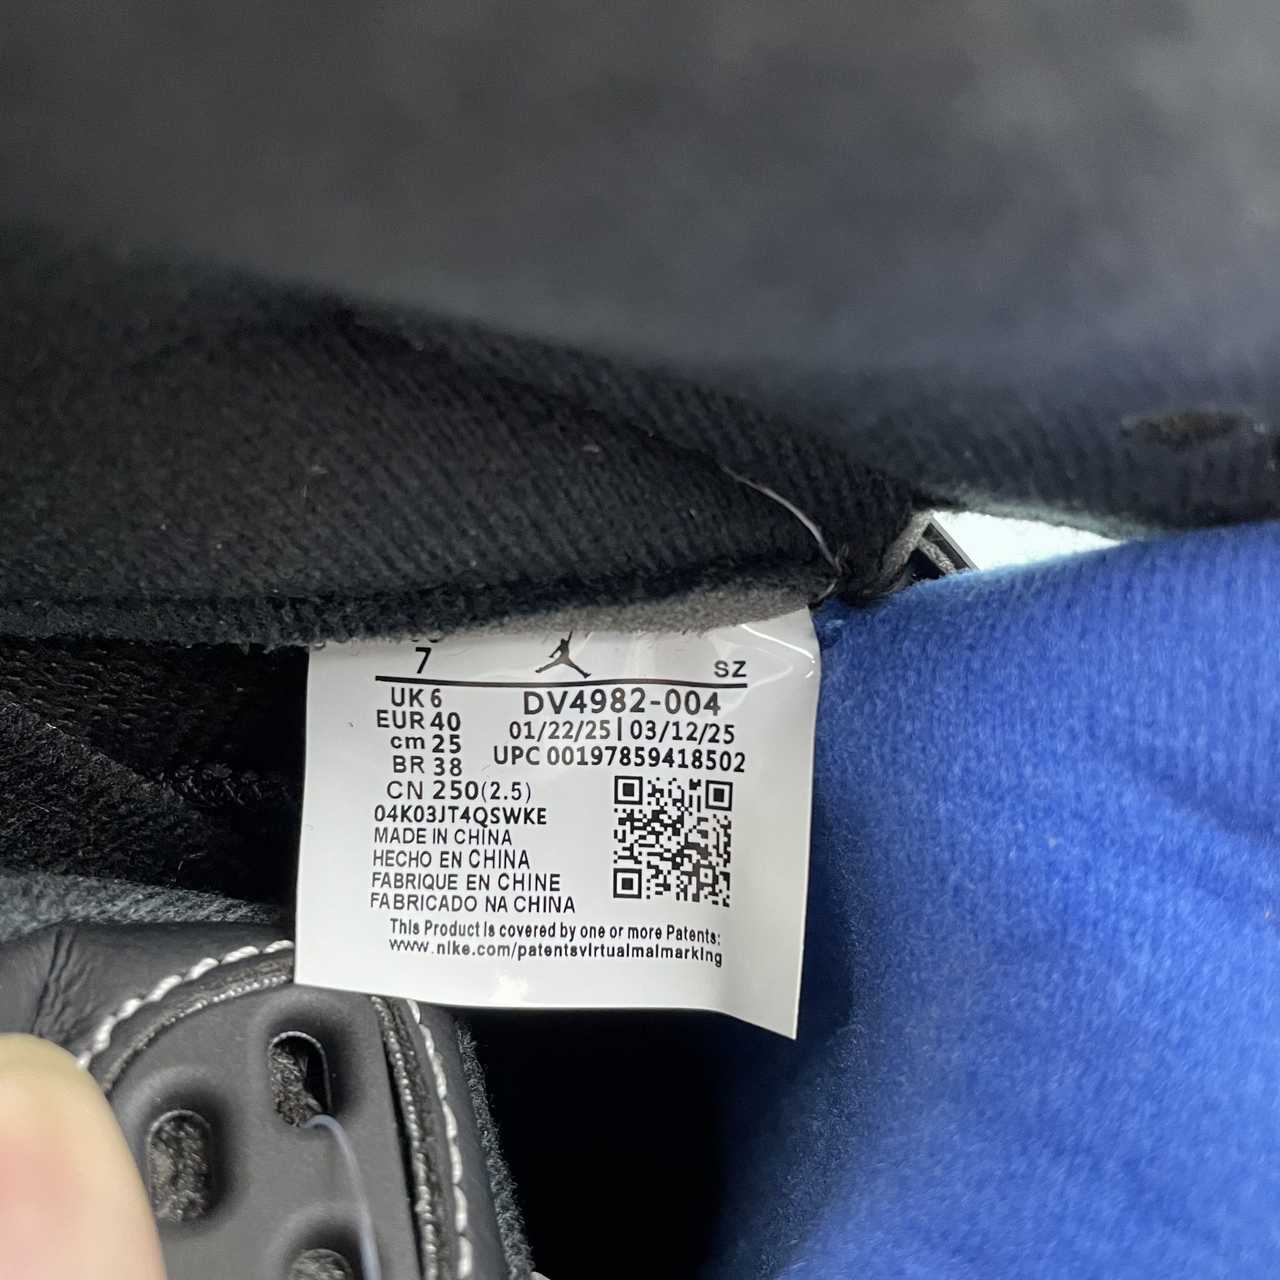 7 SZ
UK 6 DV4982-004
EUR 40 01/22/25 | 03/12/25
cm 25 UPC 00197859418502
BR 38
CN 250(2.5)
04K03JT4QSWKE
MADE IN CHINA
HECHO EN CHINA
FABRIQUE EN CHINE
FABRICADO NA CHINA
This Product is covered by one or more Patents:
www.nike.com/patentsvirtualmalmarking